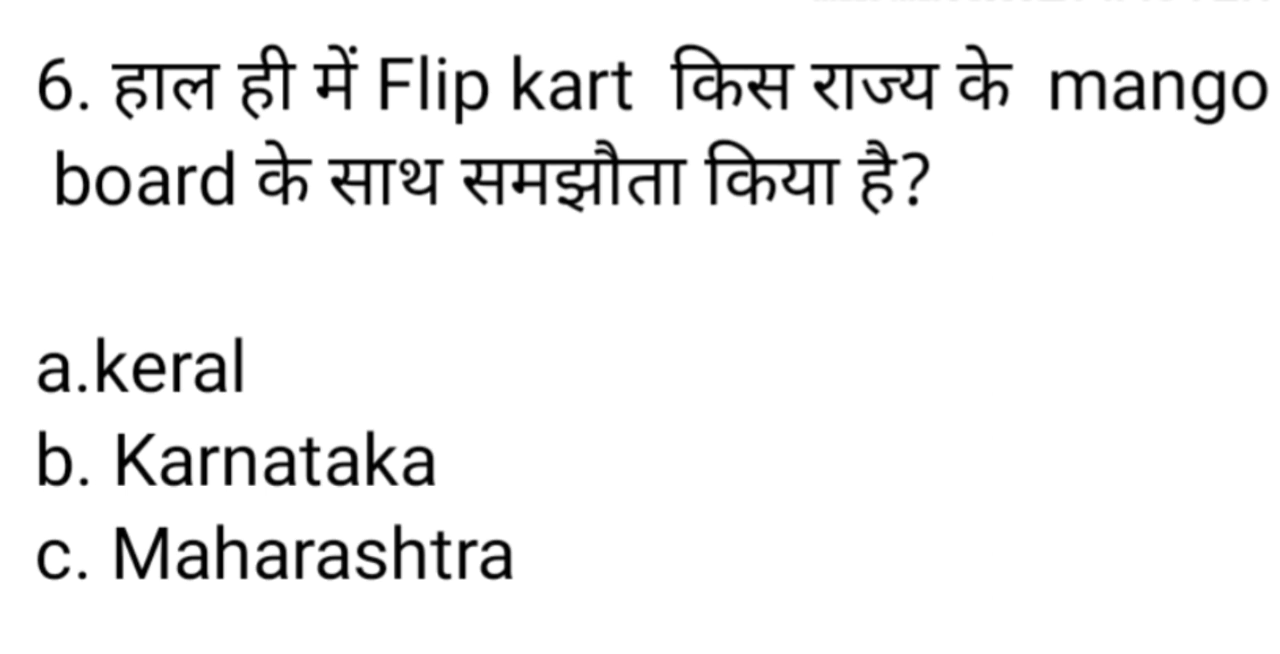 6. हाल ही में Flip kart किस राज्य के mango
board के साथ समझौता किया है?
a.keral
b. Karnataka
c. Maharashtra